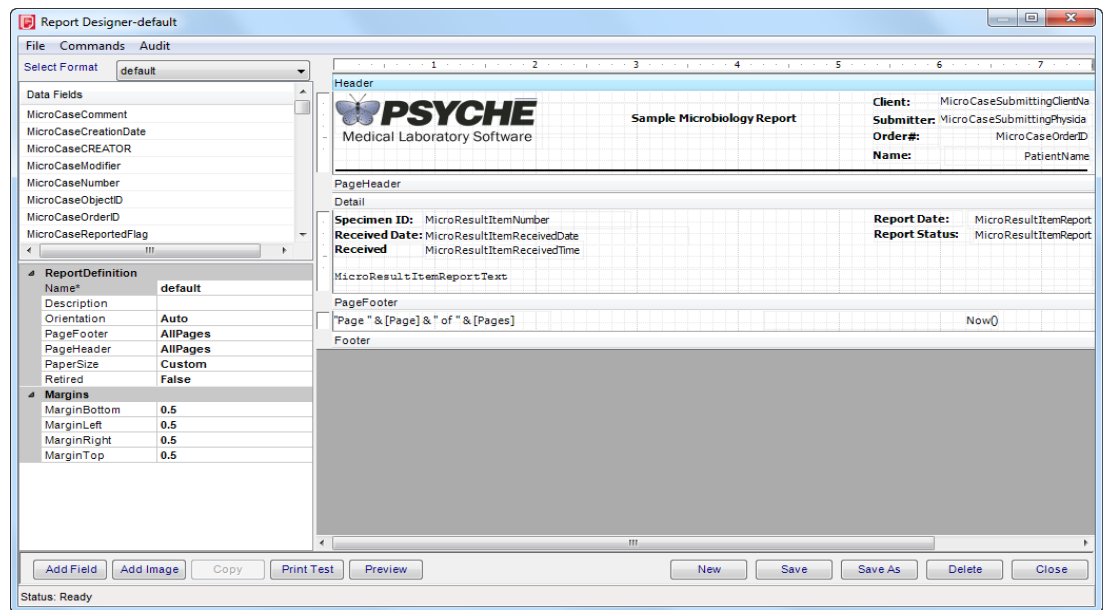 Report Designer-default
File Commands Audit
Select Format default
Data Fields
MicroCaseComment
MicroCaseCreationDate
MicroCaseCREATOR
MicroCaseModifier
MicroCaseNumber
MicroCaseObjectID
MicroCaseOrderID
MicroCaseReportedFlag
ReportDefinition
Name* default
Description
Orientation Auto
PageFooter AllPages
PageHeader AllPages
PaperSize Custom
Retired False
Margins
MarginBottom 0.5
MarginLeft 0.5
MarginRight 0.5
MarginTop 0.5
1 2 3 4 5 6 7
Header
PSYCHE
Medical Laboratory Software
Sample Microbiology Report
Client: MicroCaseSubmittingClientNa
Submitter: MicroCaseSubmittingPhysicia
Order#: MicroCaseOrderID
Name: PatientName
PageHeader
Detail
Specimen ID: MicroResultItemNumber
Report Date: MicroResultItemReport
Received Date: MicroResultItemReceivedDate
Report Status: MicroResultItemReport
Received MicroResultItemReceivedTime
MicroResultItemReportText
PageFooter
"Page " & [Page] & " of " & [Pages] Now()
Footer
Add Field Add Image Copy Print Test Preview New Save Save As Delete Close
Status: Ready